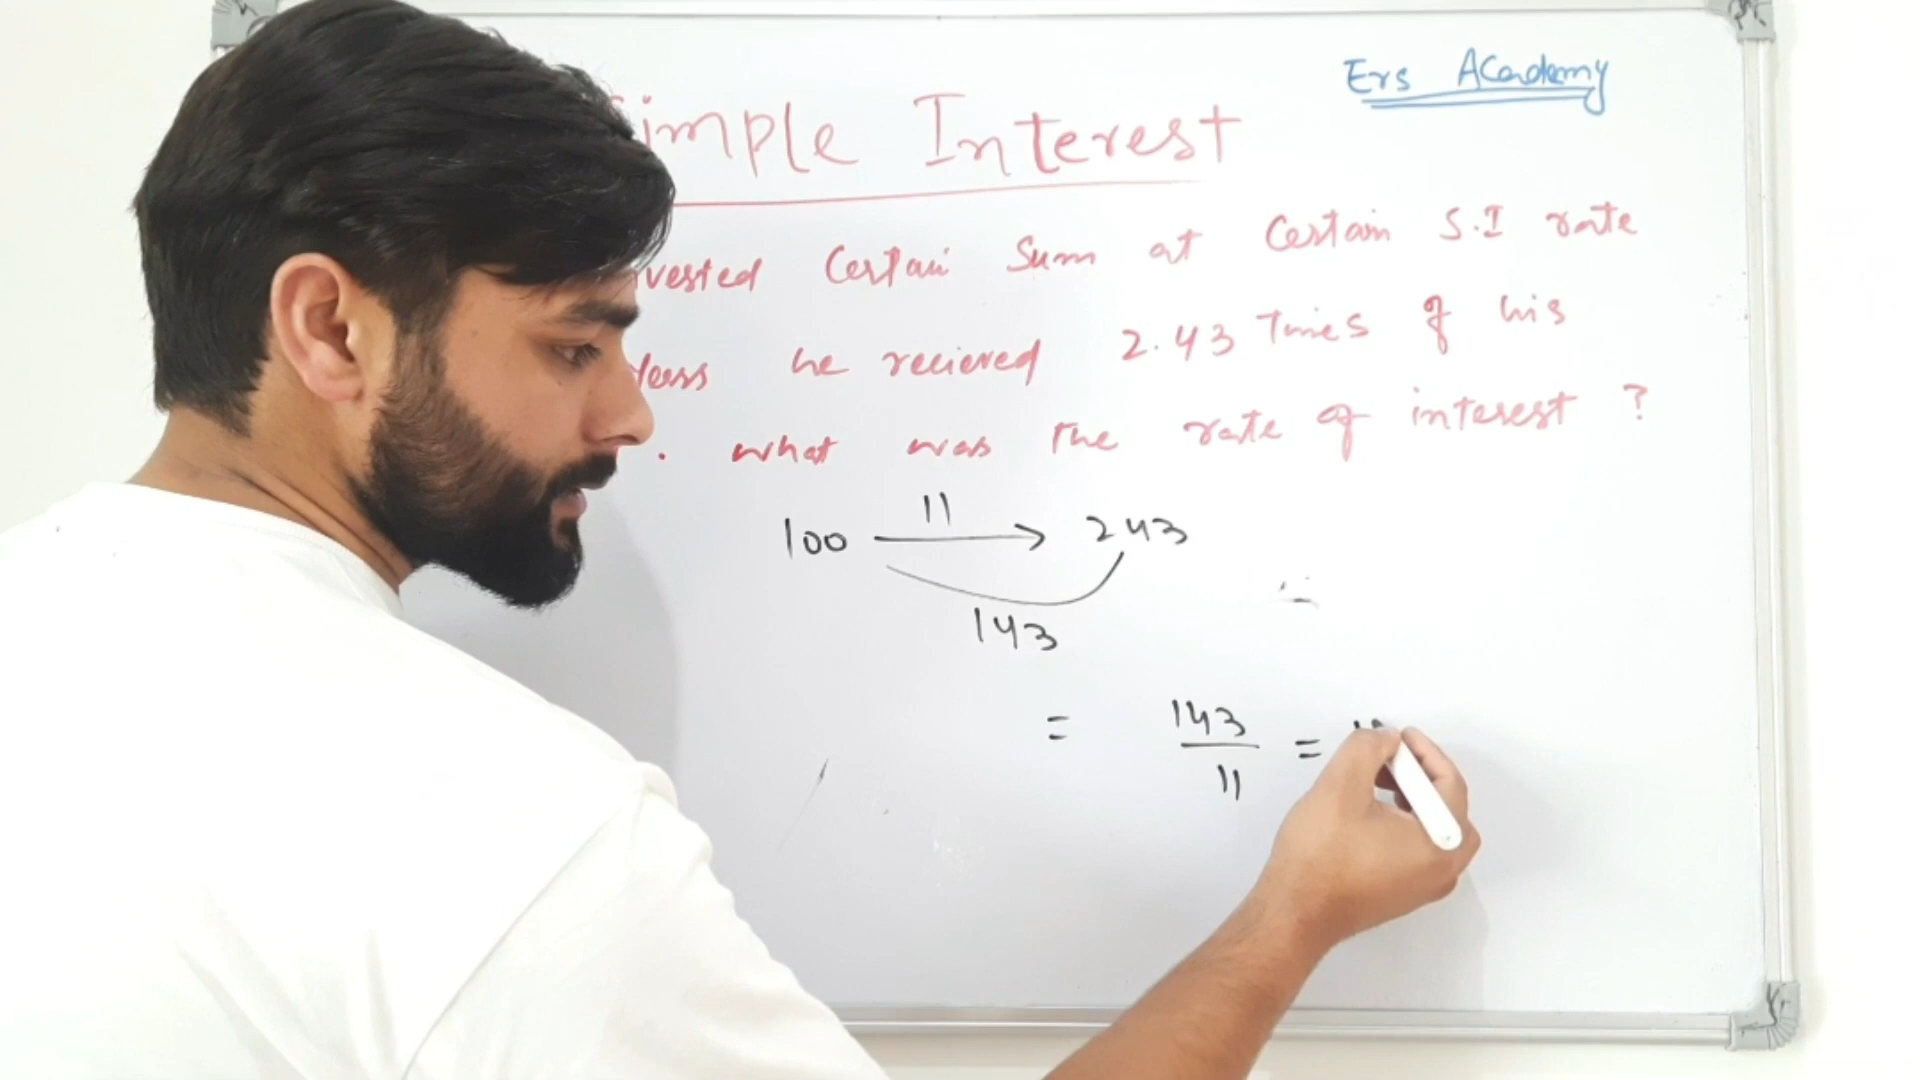 Ers Academy
Simple Interest
vested Certain Sum at Certain S.I rate
he recieved 2.43 Times of his
. what was the rate of interest ?
11
100 → 243
143
= 143/11 =